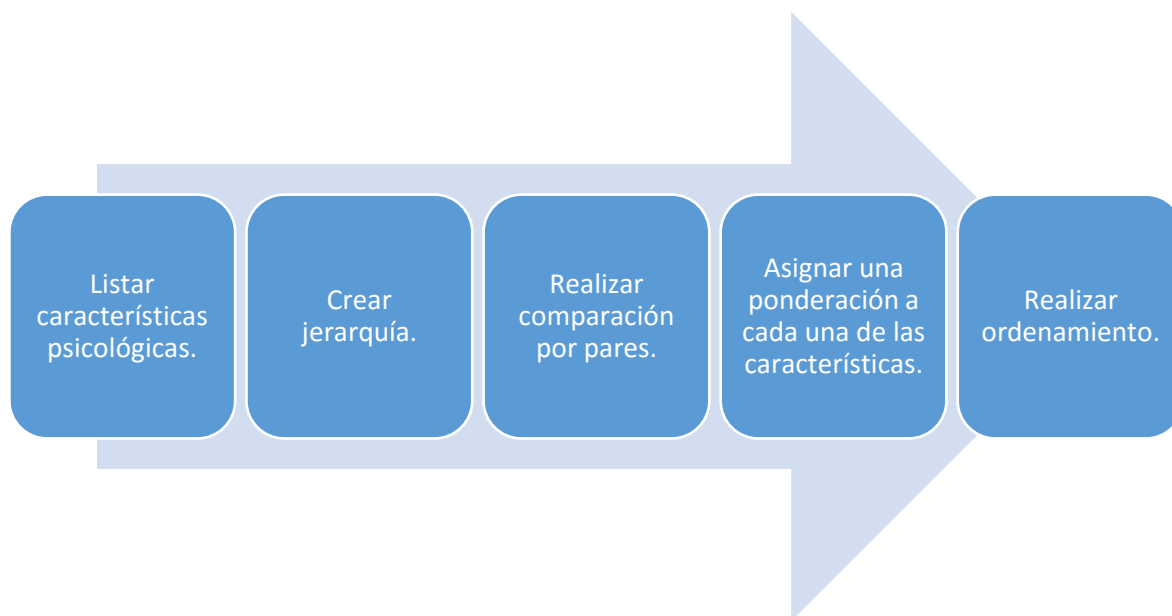 Listar
características
psicológicas.
Crear
jerarquía.
Realizar
comparación
por pares.
Asignar una
ponderación a
cada una de las
características.
Realizar
ordenamiento.